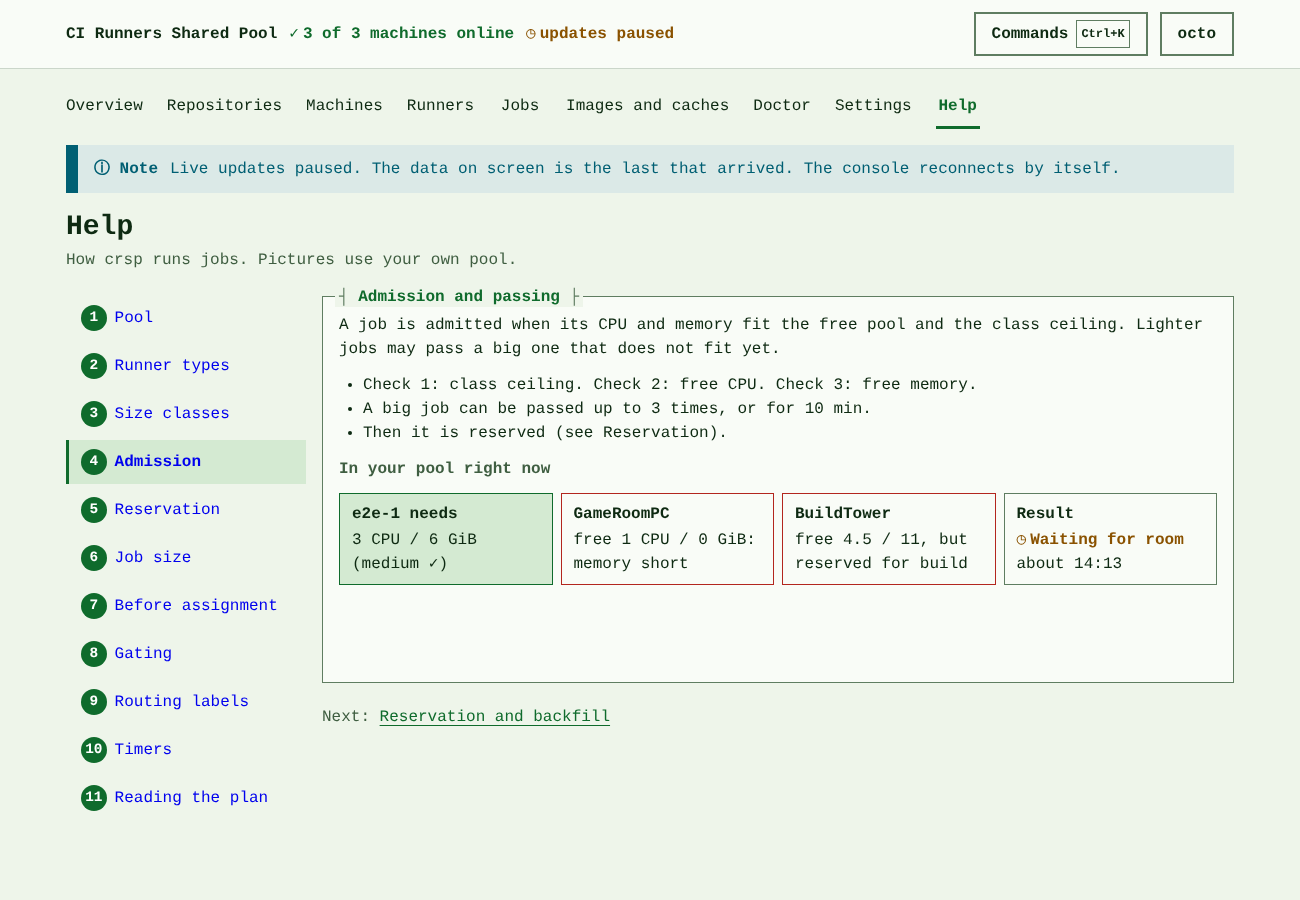 CI Runners Shared Pool ✓ 3 of 3 machines online ◷ updates paused Commands Ctrl+K octo
Overview Repositories Machines Runners Jobs Images and caches Doctor Settings Help
ⓘ Note Live updates paused. The data on screen is the last that arrived. The console reconnects by itself.
Help
How crsp runs jobs. Pictures use your own pool.
1 Pool
2 Runner types
3 Size classes
4 Admission
5 Reservation
6 Job size
7 Before assignment
8 Gating
9 Routing labels
10 Timers
11 Reading the plan
Admission and passing
A job is admitted when its CPU and memory fit the free pool and the class ceiling. Lighter
jobs may pass a big one that does not fit yet.
• Check 1: class ceiling. Check 2: free CPU. Check 3: free memory.
• A big job can be passed up to 3 times, or for 10 min.
• Then it is reserved (see Reservation).
In your pool right now
e2e-1 needs
3 CPU / 6 GiB
(medium ✓)
GameRoomPC
free 1 CPU / 0 GiB:
memory short
BuildTower
free 4.5 / 11, but
reserved for build
Result
◷ Waiting for room
about 14:13
Next: Reservation and backfill